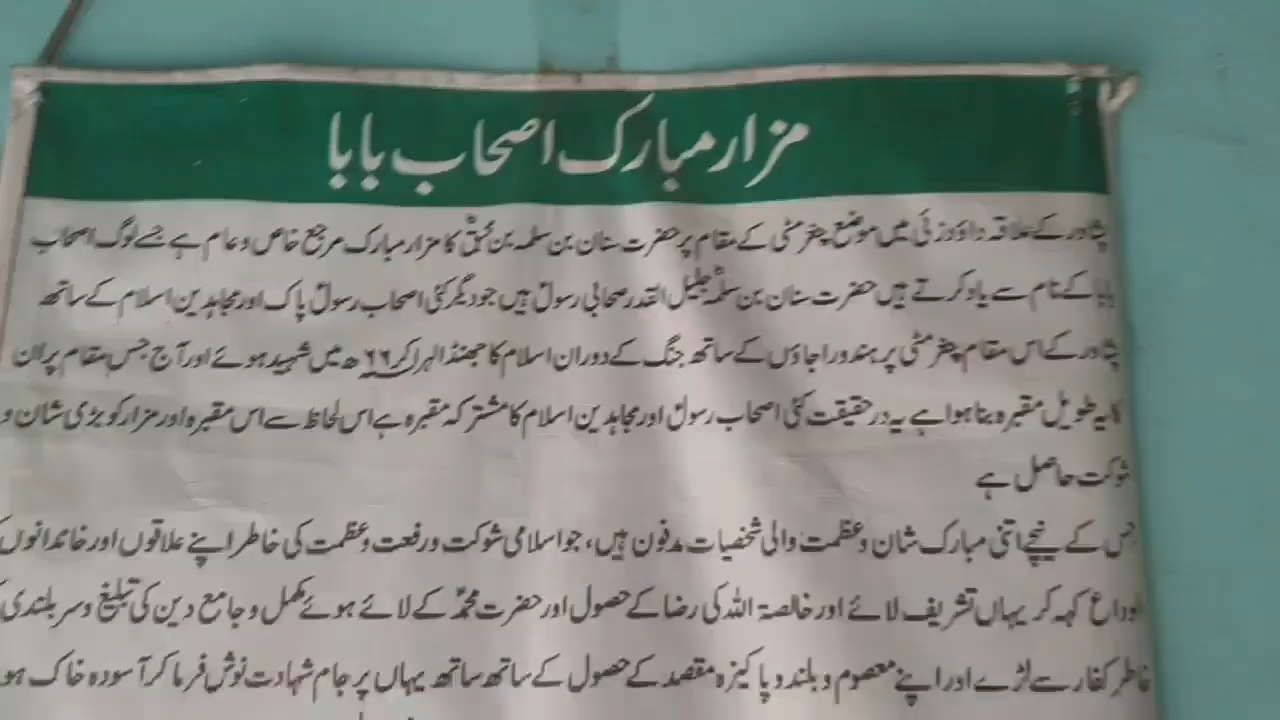 مزار مبارک اصحاب بابا
پشاور کے علاقہ داؤدزئی میں موضع چغرمٹی کے مقام پر حضرت سنان بن سلمہ بن محبقؓ کا مزار مبارک مرجع خاص و عام ہے جسے لوگ اصحاب
بابا کے نام سے یاد کرتے ہیں حضرت سنان بن سلمہؓ جلیل القدر صحابی رسولؐ ہیں جو دیگر کئی اصحاب رسولؐ پاک اور مجاہدین اسلام کے ساتھ
پشاور کے اس مقام چغرمٹی پر ہندو راجاؤں کے ساتھ جنگ کے دوران اسلام کا جھنڈا لہرا کر ۶۶ھ میں شہید ہوئے اور آج جس مقام پر ان
کا یہ طویل مقبرہ بنا ہوا ہے یہ در حقیقت کئی اصحاب رسولؐ اور مجاہدین اسلام کا مشترکہ مقبرہ ہے اس لحاظ سے اس مقبرہ اور مزار کو بڑی شان و
شوکت حاصل ہے
جس کے نیچے اتنی مبارک شان و عظمت والی شخصیات مدفون ہیں، جو اسلامی شوکت و رفعت و عظمت کی خاطر اپنے علاقوں اور خاندانوں
الوداع کہہ کر یہاں تشریف لائے اور خالصۃ اللہ کی رضا کے حصول اور حضرت محمدؐ کے لائے ہوئے مکمل و جامع دین کی تبلیغ و سربلندی
خاطر کفار سے لڑے اور اپنے معصوم و بلند و پاکیزہ مقصد کے حصول کے ساتھ ساتھ یہاں پر جام شہادت نوش فرما کر آسودہ خاک ہو